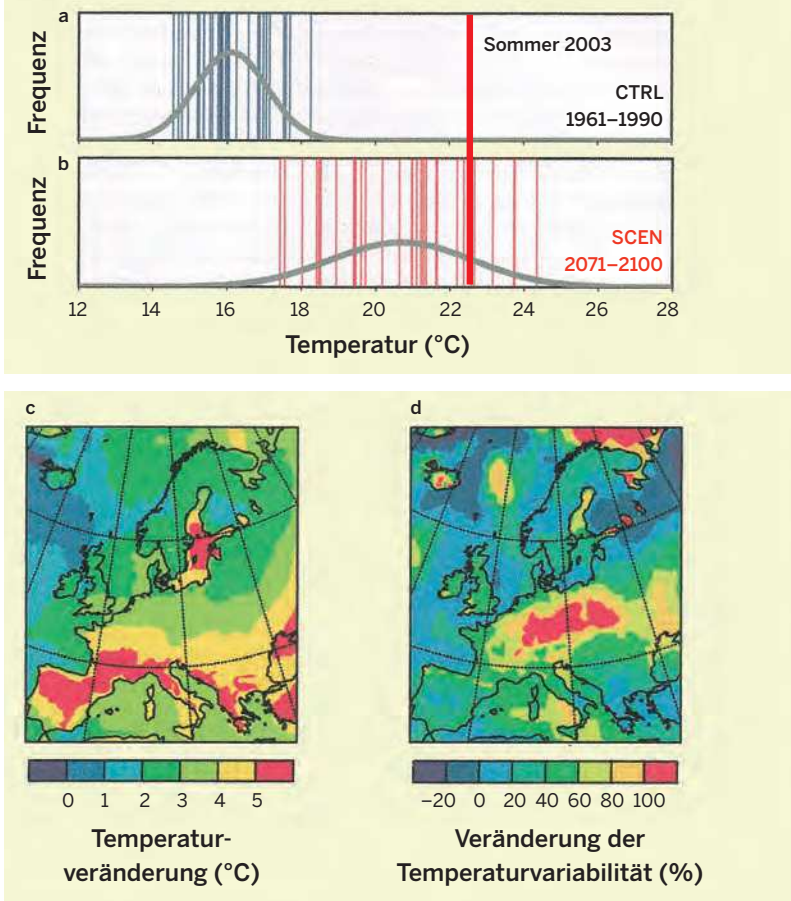 a
Frequenz
Sommer 2003
CTRL
1961–1990
b
Frequenz
SCEN
2071–2100
12 14 16 18 20 22 24 26 28
Temperatur (°C)
c
d
0 1 2 3 4 5
−20 0 20 40 60 80 100
Temperatur-
veränderung (°C)
Veränderung der
Temperaturvariabilität (%)